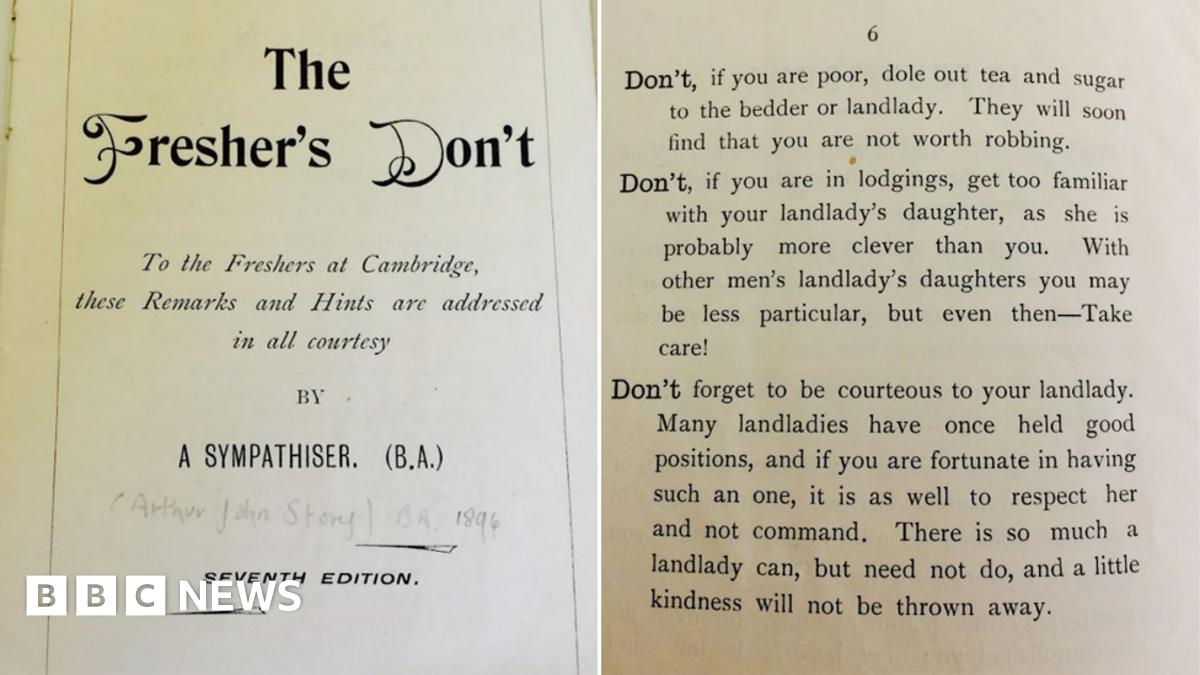 The
Fresher's Don't
To the Freshers at Cambridge,
these Remarks and Hints are addressed
in all courtesy
BY
A SYMPATHISER. (B.A.)
(Arthur John Story) BA 1896
SEVENTH EDITION.
BBC NEWS
6
Don't, if you are poor, dole out tea and sugar
to the bedder or landlady. They will soon
find that you are not worth robbing.
Don't, if you are in lodgings, get too familiar
with your landlady's daughter, as she is
probably more clever than you. With
other men's landlady's daughters you may
be less particular, but even then—Take
care!
Don't forget to be courteous to your landlady.
Many landladies have once held good
positions, and if you are fortunate in having
such an one, it is as well to respect her
and not command. There is so much a
landlady can, but need not do, and a little
kindness will not be thrown away.